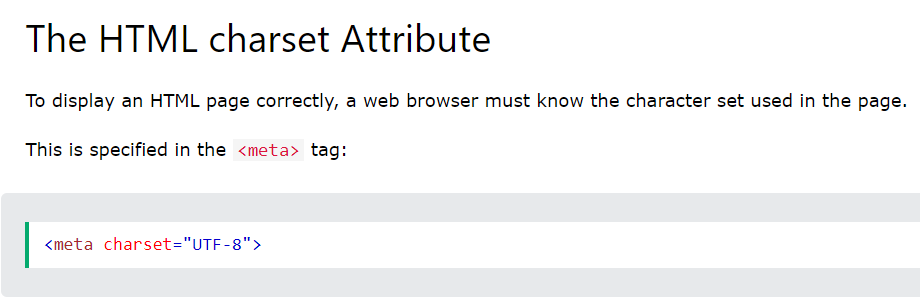 The HTML charset Attribute
To display an HTML page correctly, a web browser must know the character set used in the page.
This is specified in the <meta> tag:
<meta charset="UTF-8">